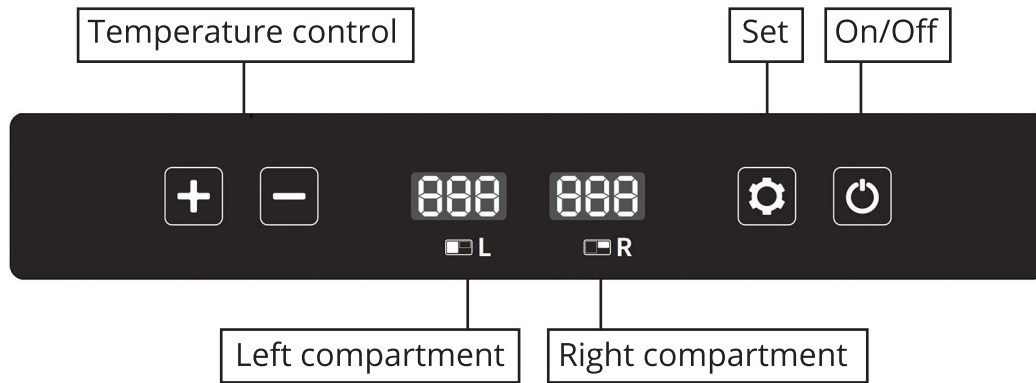 Temperature control
Set
On/Off
888
888
L
R
Left compartment
Right compartment